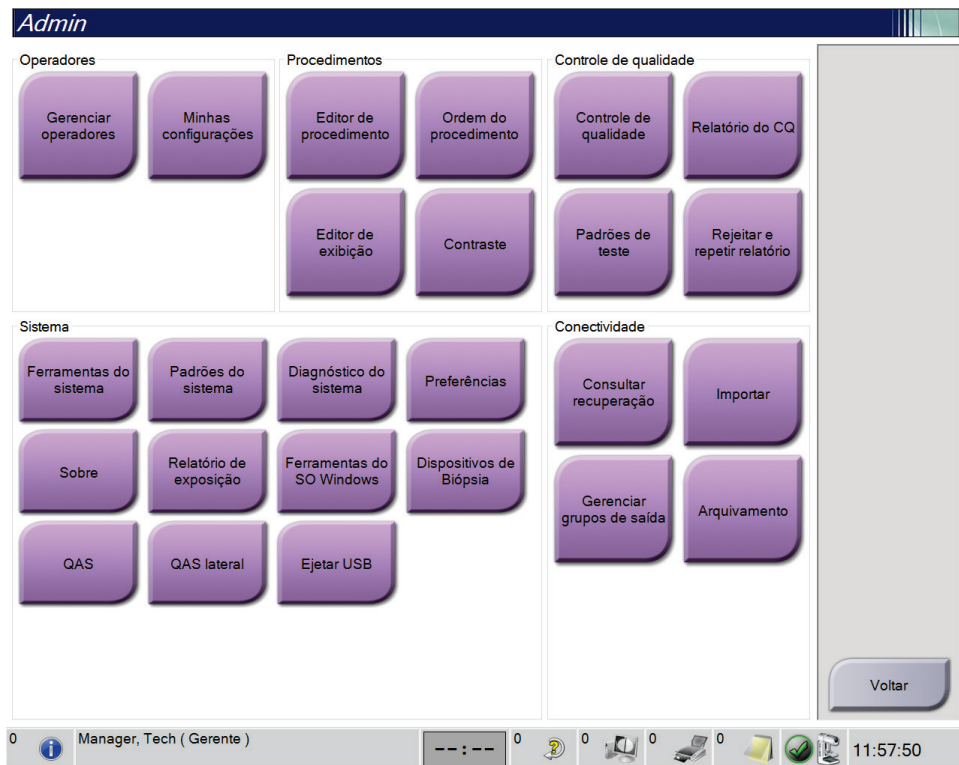 Admin
Operadores
Gerenciar
operadores
Minhas
configurações
Procedimentos
Editor de
procedimento
Ordem do
procedimento
Editor de
exibição
Contraste
Controle de qualidade
Controle de
qualidade
Relatório do CQ
Padrões de
teste
Rejeitar e
repetir relatório
Sistema
Ferramentas do
sistema
Padrões do
sistema
Diagnóstico do
sistema
Preferências
Sobre
Relatório de
exposição
Ferramentas do
SO Windows
Dispositivos de
Biópsia
QAS
QAS lateral
Ejetar USB
Conectividade
Consultar
recuperação
Importar
Gerenciar
grupos de saída
Arquivamento
Voltar
0
Manager, Tech ( Gerente )
--:--
0
0
0
0
11:57:50